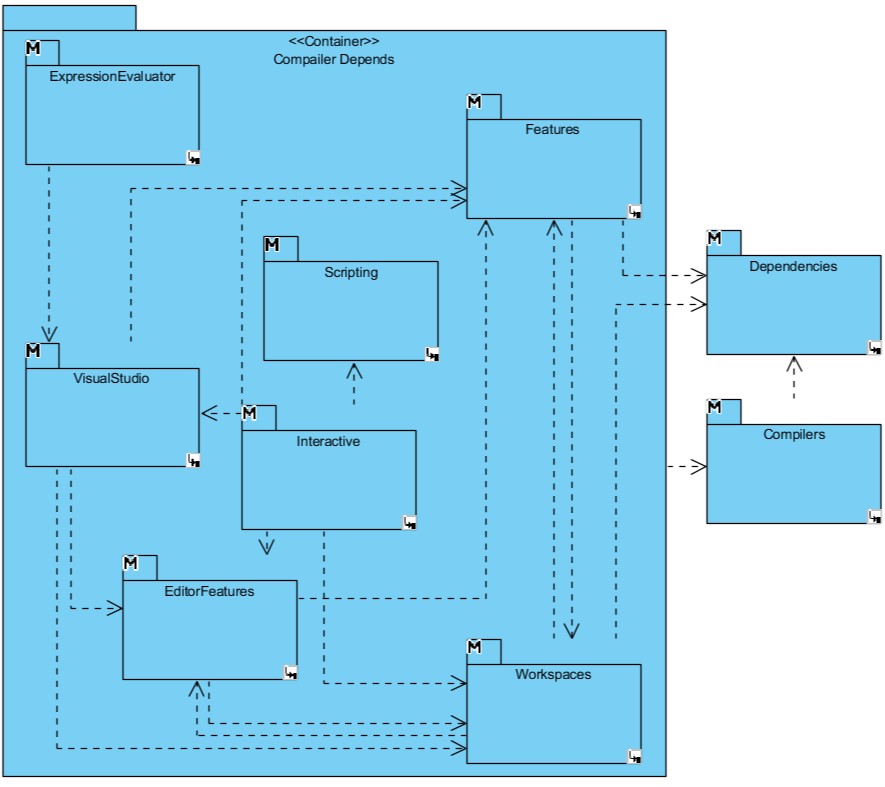 <<Container>>
Compailer Depends
M
ExpressionEvaluator
M
Features
M
Scripting
M
Dependencies
M
VisualStudio
M
Interactive
M
Compilers
M
EditorFeatures
M
Workspaces